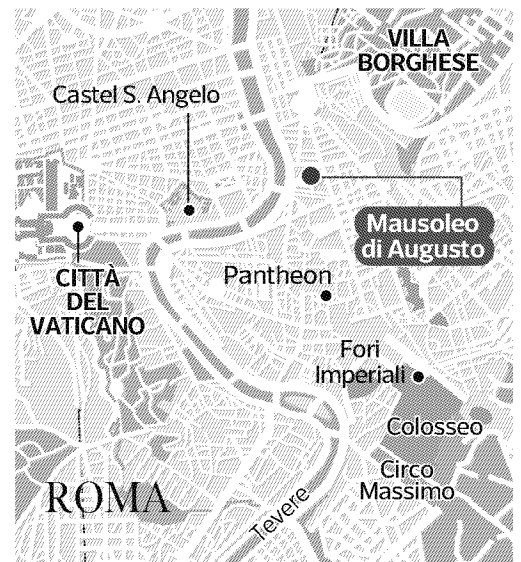 VILLA
BORGHESE
Castel S. Angelo
Mausoleo
di Augusto
Pantheon
CITTÀ
DEL
VATICANO
Fori
Imperiali
Colosseo
Circo
Massimo
ROMA
Tevere